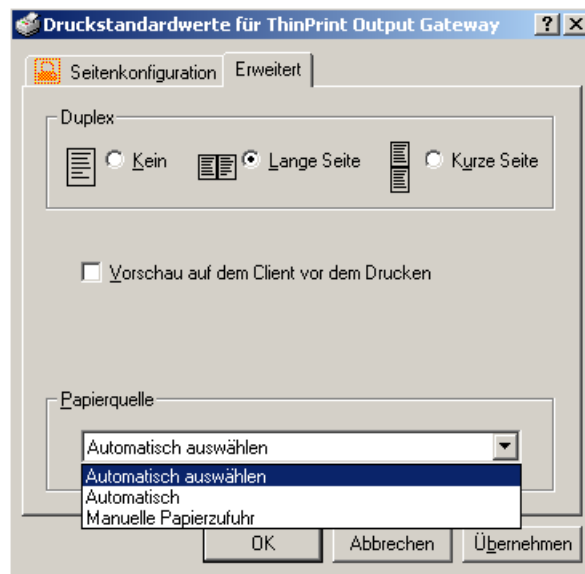 Druckstandardwerte für ThinPrint Output Gateway
Seitenkonfiguration Erweitert
Duplex
Kein Lange Seite Kurze Seite
Vorschau auf dem Client vor dem Drucken
Papierquelle
Automatisch auswählen
Automatisch auswählen
Automatisch
Manuelle Papierzufuhr
OK Abbrechen Übernehmen